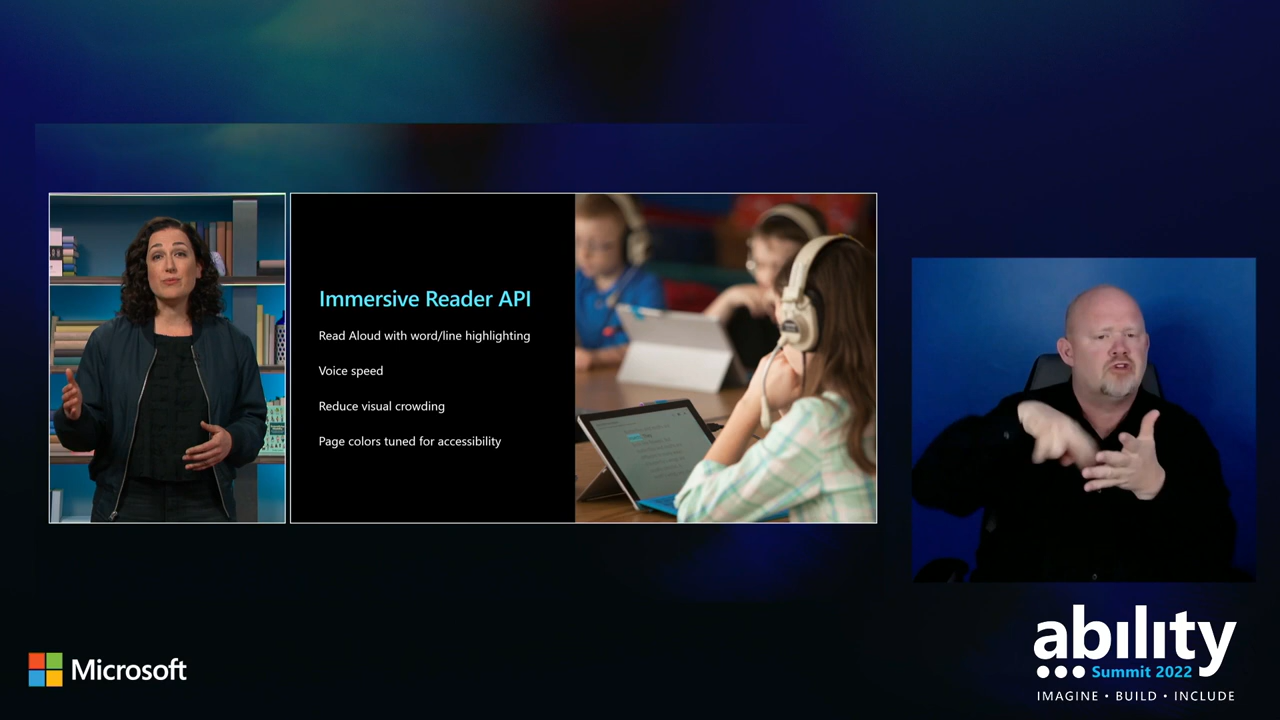 Immersive Reader API
Read Aloud with word/line highlighting
Voice speed
Reduce visual crowding
Page colors tuned for accessibility
Microsoft
ability
Summit 2022
IMAGINE • BUILD • INCLUDE